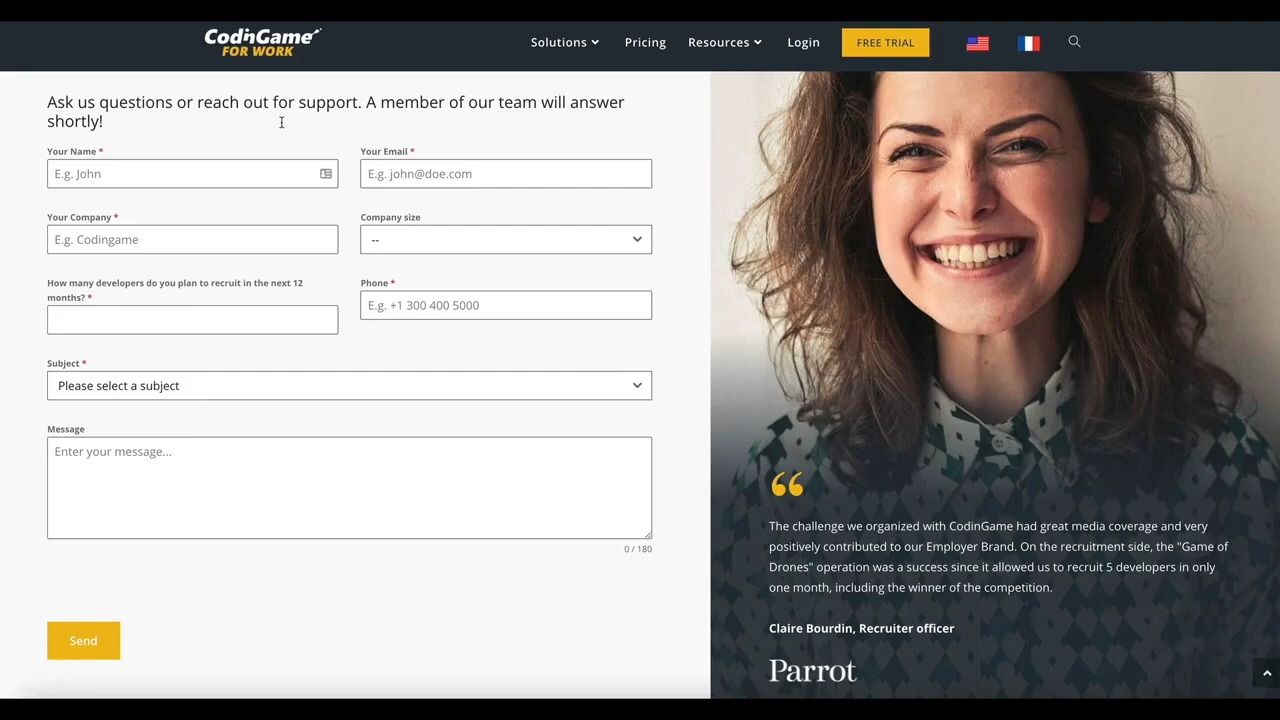 CodinGame
FOR WORK
Solutions
Pricing
Resources
Login
FREE TRIAL
Ask us questions or reach out for support. A member of our team will answer
shortly!
Your Name *
Your Email *
E.g. John
E.g. john@doe.com
Your Company *
Company size
E.g. Codingame
--
How many developers do you plan to recruit in the next 12
months? *
Phone *
E.g. +1 300 400 5000
Subject *
Please select a subject
Message
Enter your message...
0 / 180
Send
“
The challenge we organized with CodinGame had great media coverage and very
positively contributed to our Employer Brand. On the recruitment side, the "Game of
Drones" operation was a success since it allowed us to recruit 5 developers in only
one month, including the winner of the competition.
Claire Bourdin, Recruiter officer
Parrot